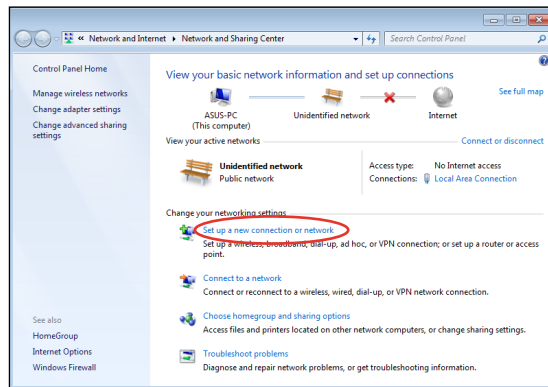 « Network and Internet ▸ Network and Sharing Center
Search Control Panel
Control Panel Home
Manage wireless networks
Change adapter settings
Change advanced sharing
settings
See also
HomeGroup
Internet Options
Windows Firewall
View your basic network information and set up connections
See full map
ASUS-PC
(This computer)
Unidentified network
Internet
View your active networks
Connect or disconnect
Unidentified network
Public network
Access type: No Internet access
Connections: Local Area Connection
Change your networking settings
Set up a new connection or network
Set up a wireless, broadband, dial-up, ad hoc, or VPN connection; or set up a router or access
point.
Connect to a network
Connect or reconnect to a wireless, wired, dial-up, or VPN network connection.
Choose homegroup and sharing options
Access files and printers located on other network computers, or change sharing settings.
Troubleshoot problems
Diagnose and repair network problems, or get troubleshooting information.